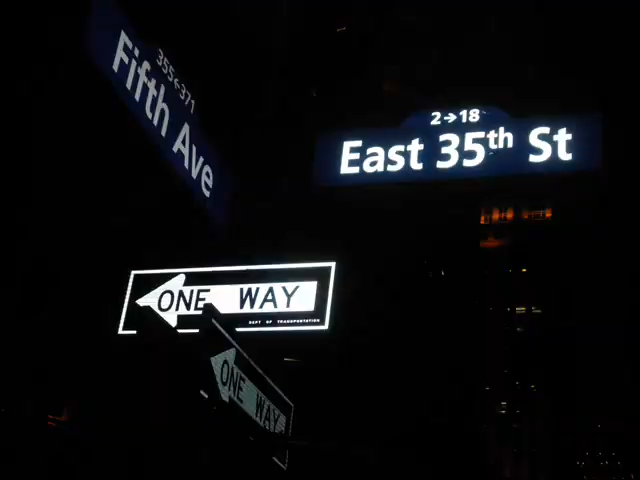 355←371
Fifth Ave
2→18
East 35th St
ONE WAY
DEPT OF TRANSPORTATION
ONE WAY